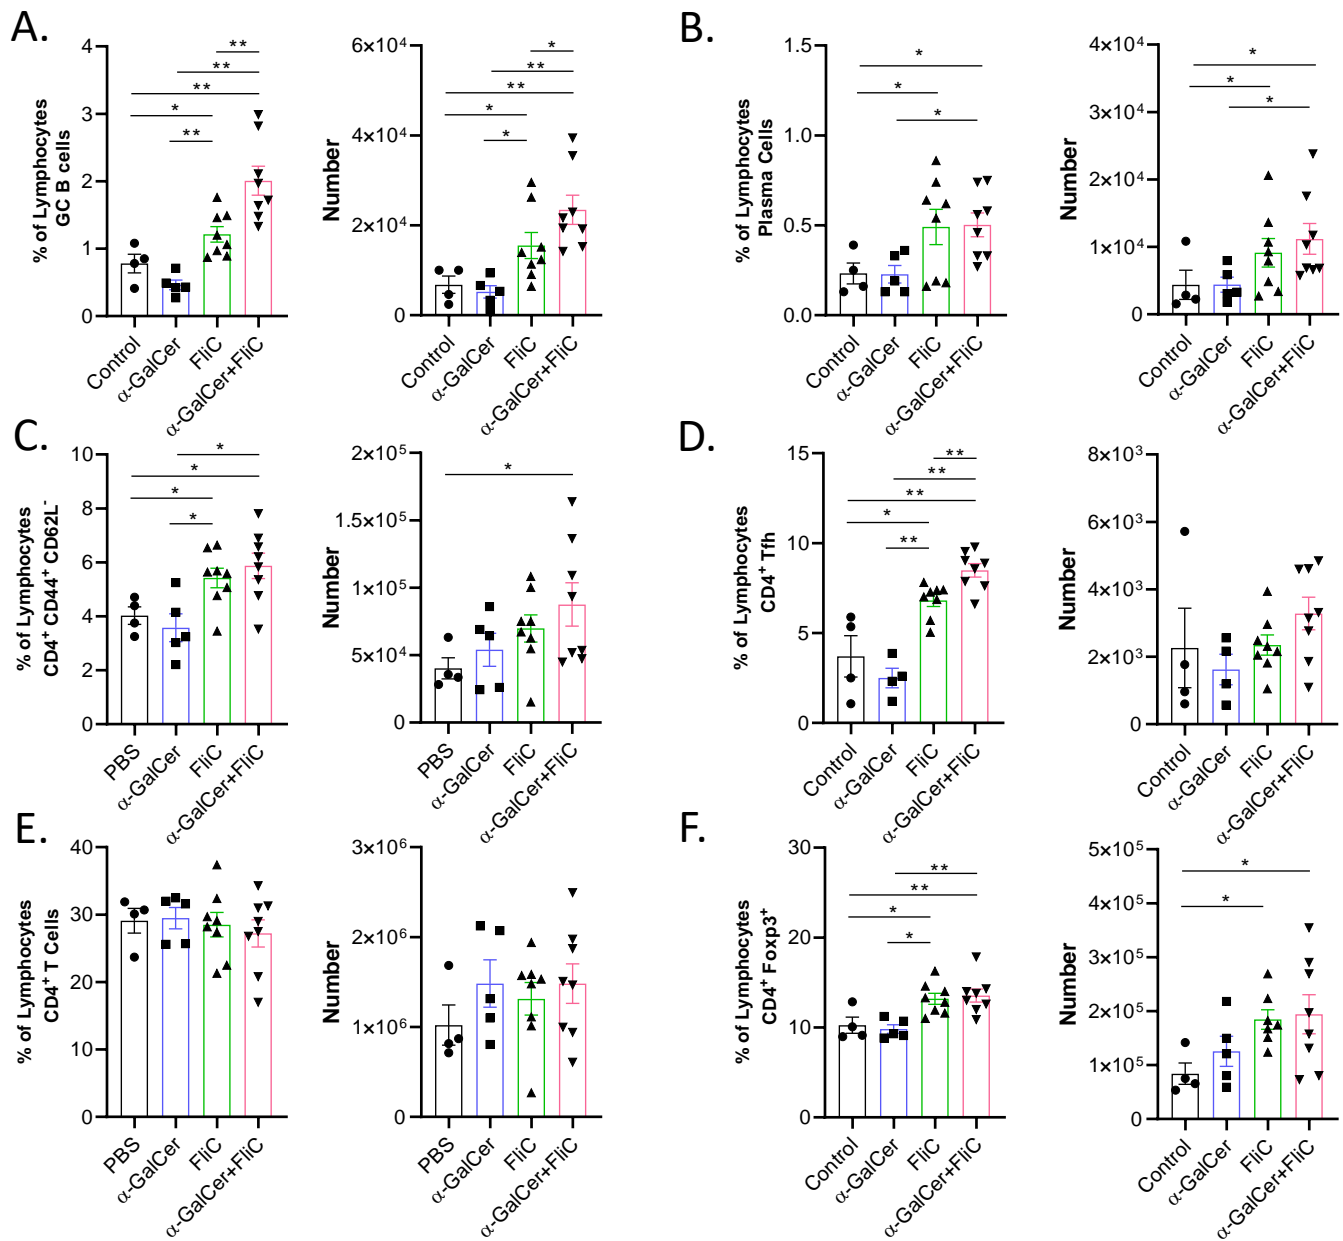 A.
% of Lymphocytes
GC B cells
4
3
2
1
0
**
**
**
*
**
Control
α-GalCer
FliC
α-GalCer+FliC
Number
6×10⁴
4×10⁴
2×10⁴
0
*
**
**
*
*
Control
α-GalCer
FliC
α-GalCer+FliC
B.
% of Lymphocytes
Plasma Cells
1.5
1.0
0.5
0.0
*
*
*
Control
α-GalCer
FliC
α-GalCer+FliC
Number
4×10⁴
3×10⁴
2×10⁴
1×10⁴
0
*
*
*
Control
α-GalCer
FliC
α-GalCer+FliC
C.
% of Lymphocytes
CD4⁺ CD44⁺ CD62L⁻
10
8
6
4
2
0
*
*
*
*
PBS
α-GalCer
FliC
α-GalCer+FliC
Number
2×10⁵
1.5×10⁵
1×10⁵
5×10⁴
0
*
PBS
α-GalCer
FliC
α-GalCer+FliC
D.
% of Lymphocytes
CD4⁺ Tfh
15
10
5
0
**
**
**
*
**
Control
α-GalCer
FliC
α-GalCer+FliC
Number
8×10³
6×10³
4×10³
2×10³
0
Control
α-GalCer
FliC
α-GalCer+FliC
E.
% of Lymphocytes
CD4⁺ T Cells
40
30
20
10
0
PBS
α-GalCer
FliC
α-GalCer+FliC
Number
3×10⁶
2×10⁶
1×10⁶
0
PBS
α-GalCer
FliC
α-GalCer+FliC
F.
% of Lymphocytes
CD4⁺ Foxp3⁺
30
20
10
0
**
**
*
*
Control
α-GalCer
FliC
α-GalCer+FliC
Number
5×10⁵
4×10⁵
3×10⁵
2×10⁵
1×10⁵
0
*
*
Control
α-GalCer
FliC
α-GalCer+FliC